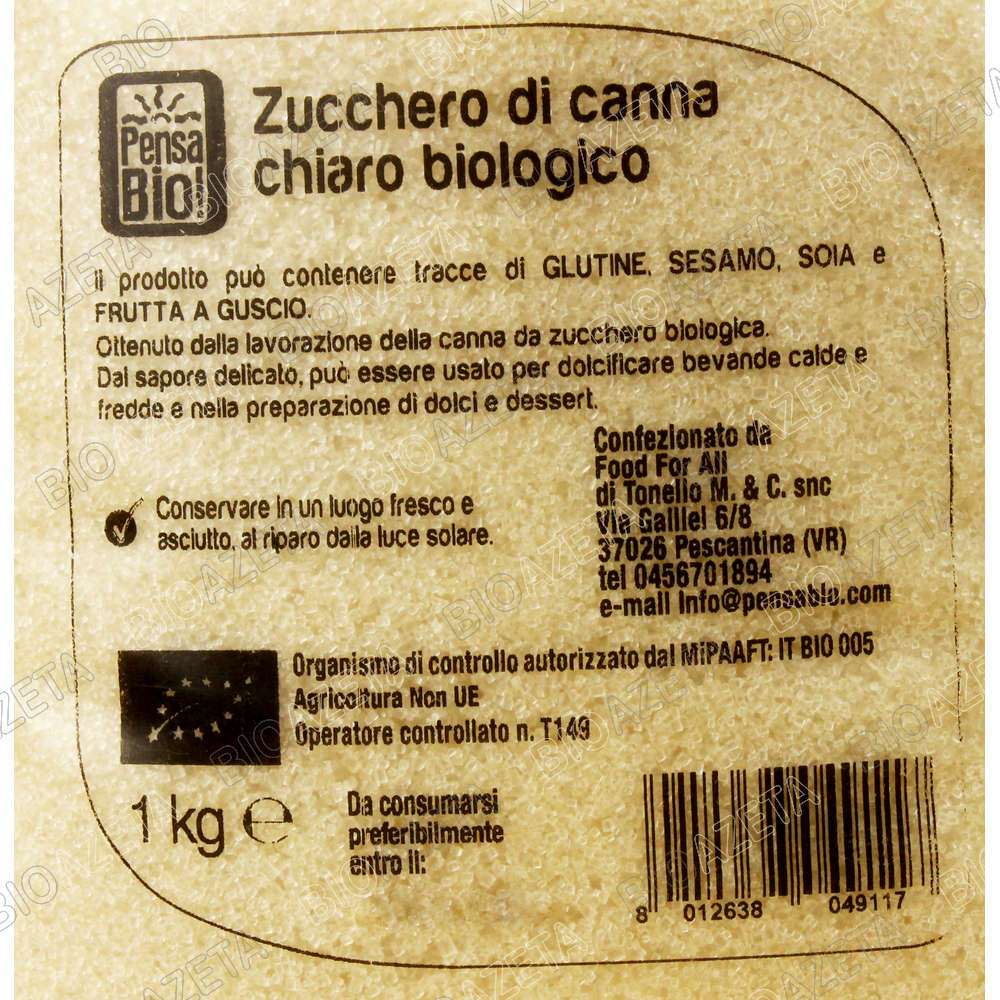 Pensa
Bio!
Zucchero di canna
chiaro biologico
Il prodotto può contenere tracce di GLUTINE, SESAMO, SOIA e
FRUTTA A GUSCIO.
Ottenuto dalla lavorazione della canna da zucchero biologica.
Dal sapore delicato, può essere usato per dolcificare bevande calde e
fredde e nella preparazione di dolci e dessert.
Conservare in un luogo fresco e
asciutto, al riparo dalla luce solare.
Confezionato da
Food For All
di Tonello M. & C. snc
Via Galilei 6/8
37026 Pescantina (VR)
tel 0456701894
e-mail info@pensabio.com
Organismo di controllo autorizzato dal MIPAAFT: IT BIO 005
Agricoltura Non UE
Operatore controllato n. T149
1 kg ℮
Da consumarsi
preferibilmente
entro il:
8 012638 049117
BIOAZETA